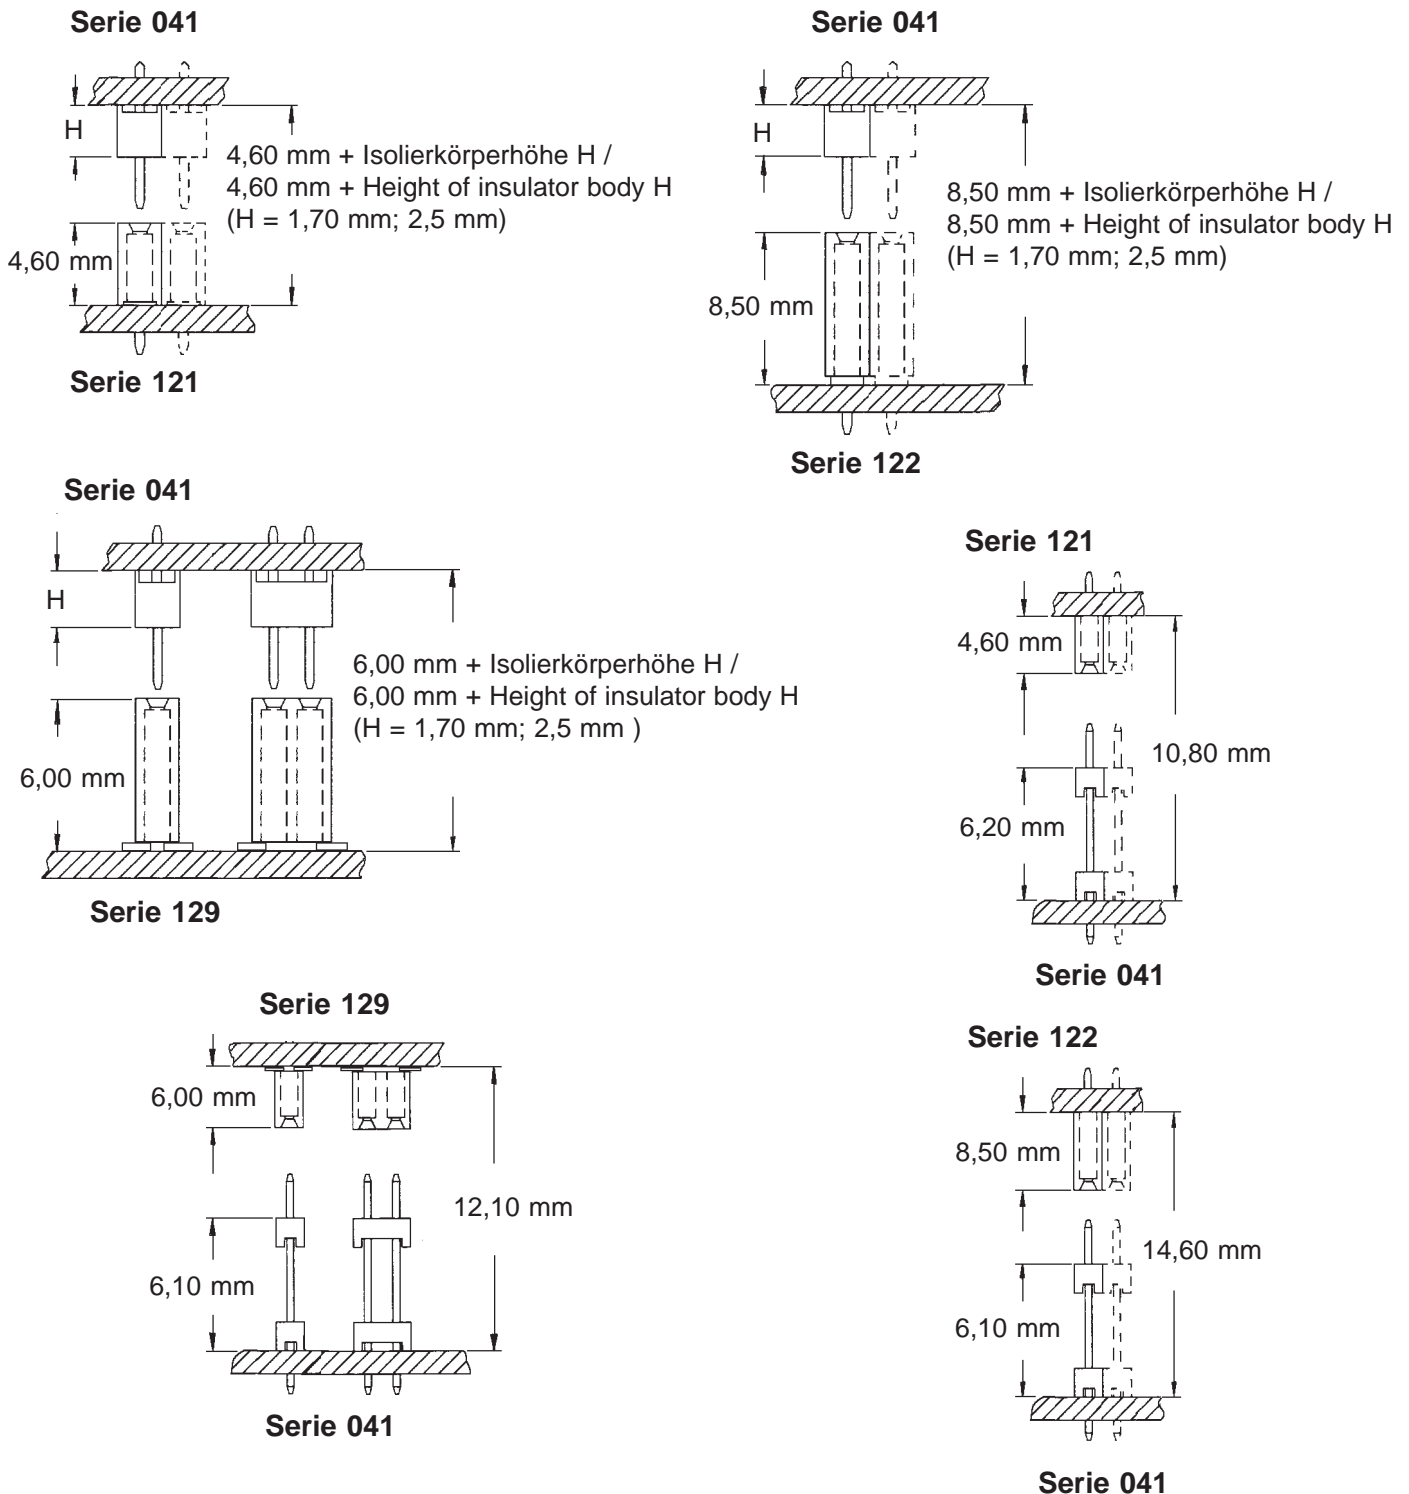 Serie 041
H
4,60 mm + Isolierkörperhöhe H /
4,60 mm + Height of insulator body H
(H = 1,70 mm; 2,5 mm)
4,60 mm
Serie 121
Serie 041
H
8,50 mm + Isolierkörperhöhe H /
8,50 mm + Height of insulator body H
(H = 1,70 mm; 2,5 mm)
8,50 mm
Serie 122
Serie 041
H
6,00 mm + Isolierkörperhöhe H /
6,00 mm + Height of insulator body H
(H = 1,70 mm; 2,5 mm )
6,00 mm
Serie 129
Serie 121
4,60 mm
10,80 mm
6,20 mm
Serie 041
Serie 129
6,00 mm
12,10 mm
6,10 mm
Serie 041
Serie 122
8,50 mm
14,60 mm
6,10 mm
Serie 041